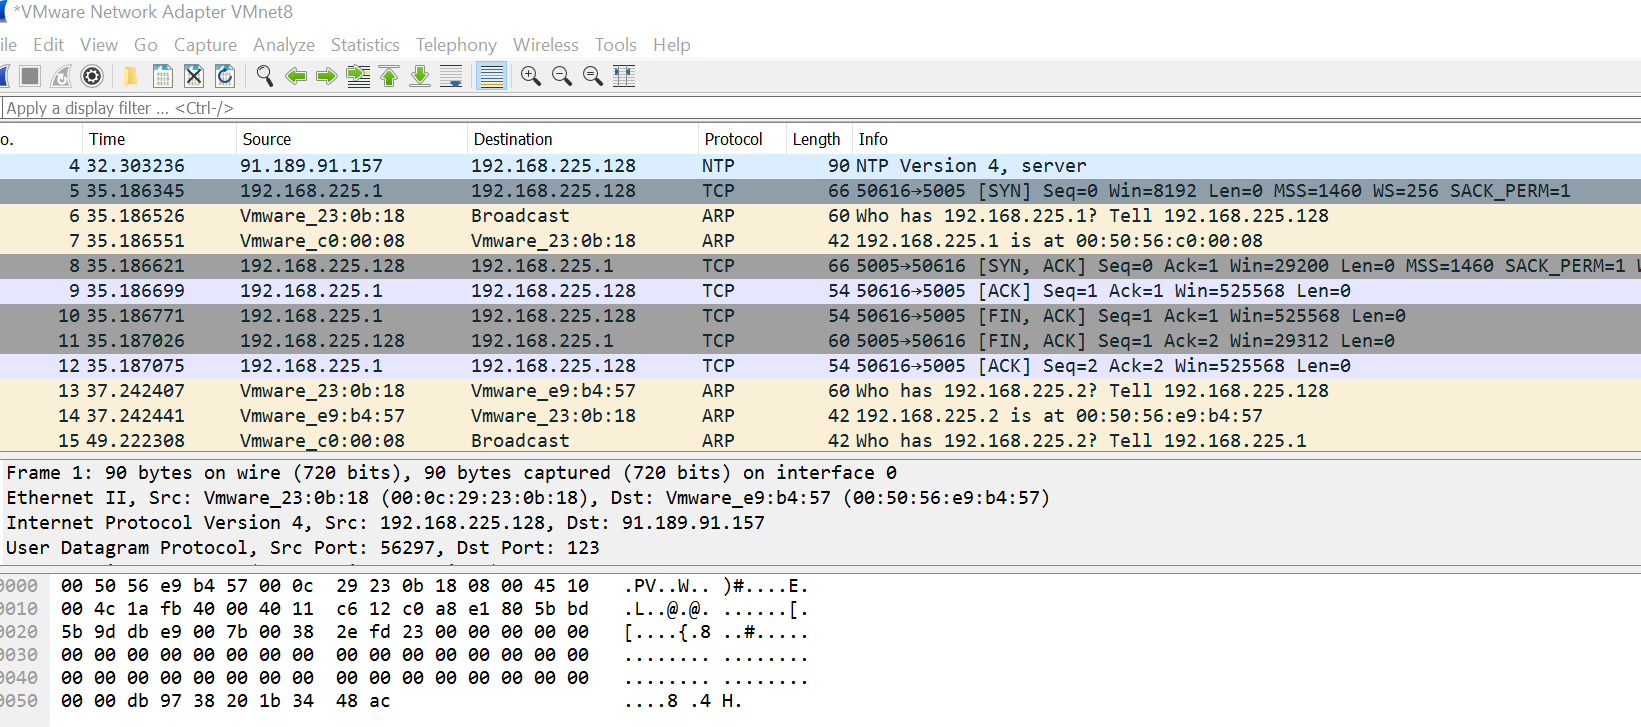 *VMware Network Adapter VMnet8
ile Edit View Go Capture Analyze Statistics Telephony Wireless Tools Help
Apply a display filter ... <Ctrl-/>
o. Time Source Destination Protocol Length Info
4 32.303236 91.189.91.157 192.168.225.128 NTP 90 NTP Version 4, server
5 35.186345 192.168.225.1 192.168.225.128 TCP 66 50616→5005 [SYN] Seq=0 Win=8192 Len=0 MSS=1460 WS=256 SACK_PERM=1
6 35.186526 Vmware_23:0b:18 Broadcast ARP 60 Who has 192.168.225.1? Tell 192.168.225.128
7 35.186551 Vmware_c0:00:08 Vmware_23:0b:18 ARP 42 192.168.225.1 is at 00:50:56:c0:00:08
8 35.186621 192.168.225.128 192.168.225.1 TCP 66 5005→50616 [SYN, ACK] Seq=0 Ack=1 Win=29200 Len=0 MSS=1460 SACK_PERM=1 W
9 35.186699 192.168.225.1 192.168.225.128 TCP 54 50616→5005 [ACK] Seq=1 Ack=1 Win=525568 Len=0
10 35.186771 192.168.225.1 192.168.225.128 TCP 54 50616→5005 [FIN, ACK] Seq=1 Ack=1 Win=525568 Len=0
11 35.187026 192.168.225.128 192.168.225.1 TCP 60 5005→50616 [FIN, ACK] Seq=1 Ack=2 Win=29312 Len=0
12 35.187075 192.168.225.1 192.168.225.128 TCP 54 50616→5005 [ACK] Seq=2 Ack=2 Win=525568 Len=0
13 37.242407 Vmware_23:0b:18 Vmware_e9:b4:57 ARP 60 Who has 192.168.225.2? Tell 192.168.225.128
14 37.242441 Vmware_e9:b4:57 Vmware_23:0b:18 ARP 42 192.168.225.2 is at 00:50:56:e9:b4:57
15 49.222308 Vmware_c0:00:08 Broadcast ARP 42 Who has 192.168.225.2? Tell 192.168.225.1
Frame 1: 90 bytes on wire (720 bits), 90 bytes captured (720 bits) on interface 0
Ethernet II, Src: Vmware_23:0b:18 (00:0c:29:23:0b:18), Dst: Vmware_e9:b4:57 (00:50:56:e9:b4:57)
Internet Protocol Version 4, Src: 192.168.225.128, Dst: 91.189.91.157
User Datagram Protocol, Src Port: 56297, Dst Port: 123
0000 00 50 56 e9 b4 57 00 0c 29 23 0b 18 08 00 45 10 .PV..W.. )#....E.
0010 00 4c 1a fb 40 00 40 11 c6 12 c0 a8 e1 80 5b bd .L..@.@. ......[.
0020 5b 9d db e9 00 7b 00 38 2e fd 23 00 00 00 00 00 [....{.8 ..#.....
0030 00 00 00 00 00 00 00 00 00 00 00 00 00 00 00 00 ........ ........
0040 00 00 00 00 00 00 00 00 00 00 00 00 00 00 00 00 ........ ........
0050 00 00 db 97 38 20 1b 34 48 ac ....8 .4 H.